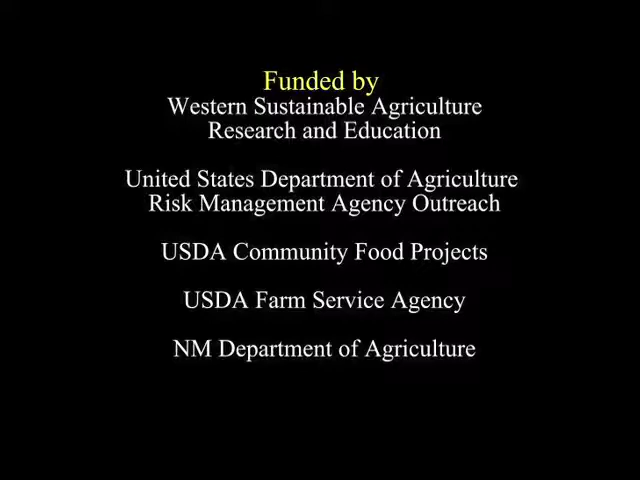 Funded by
Western Sustainable Agriculture
Research and Education
United States Department of Agriculture
Risk Management Agency Outreach
USDA Community Food Projects
USDA Farm Service Agency
NM Department of Agriculture